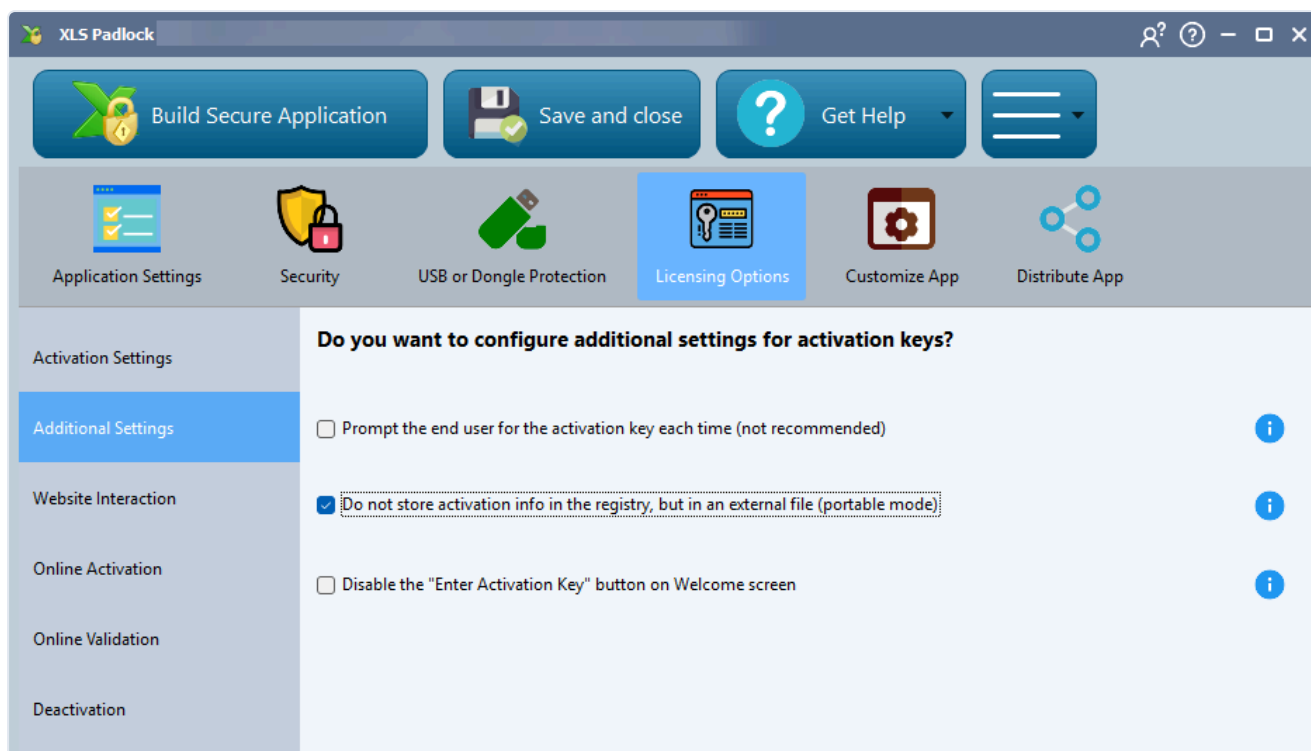 XLS Padlock
Build Secure Application
Save and close
Get Help
Application Settings
Security
USB or Dongle Protection
Licensing Options
Customize App
Distribute App
Activation Settings
Additional Settings
Website Interaction
Online Activation
Online Validation
Deactivation
Do you want to configure additional settings for activation keys?
Prompt the end user for the activation key each time (not recommended)
Do not store activation info in the registry, but in an external file (portable mode)
Disable the "Enter Activation Key" button on Welcome screen